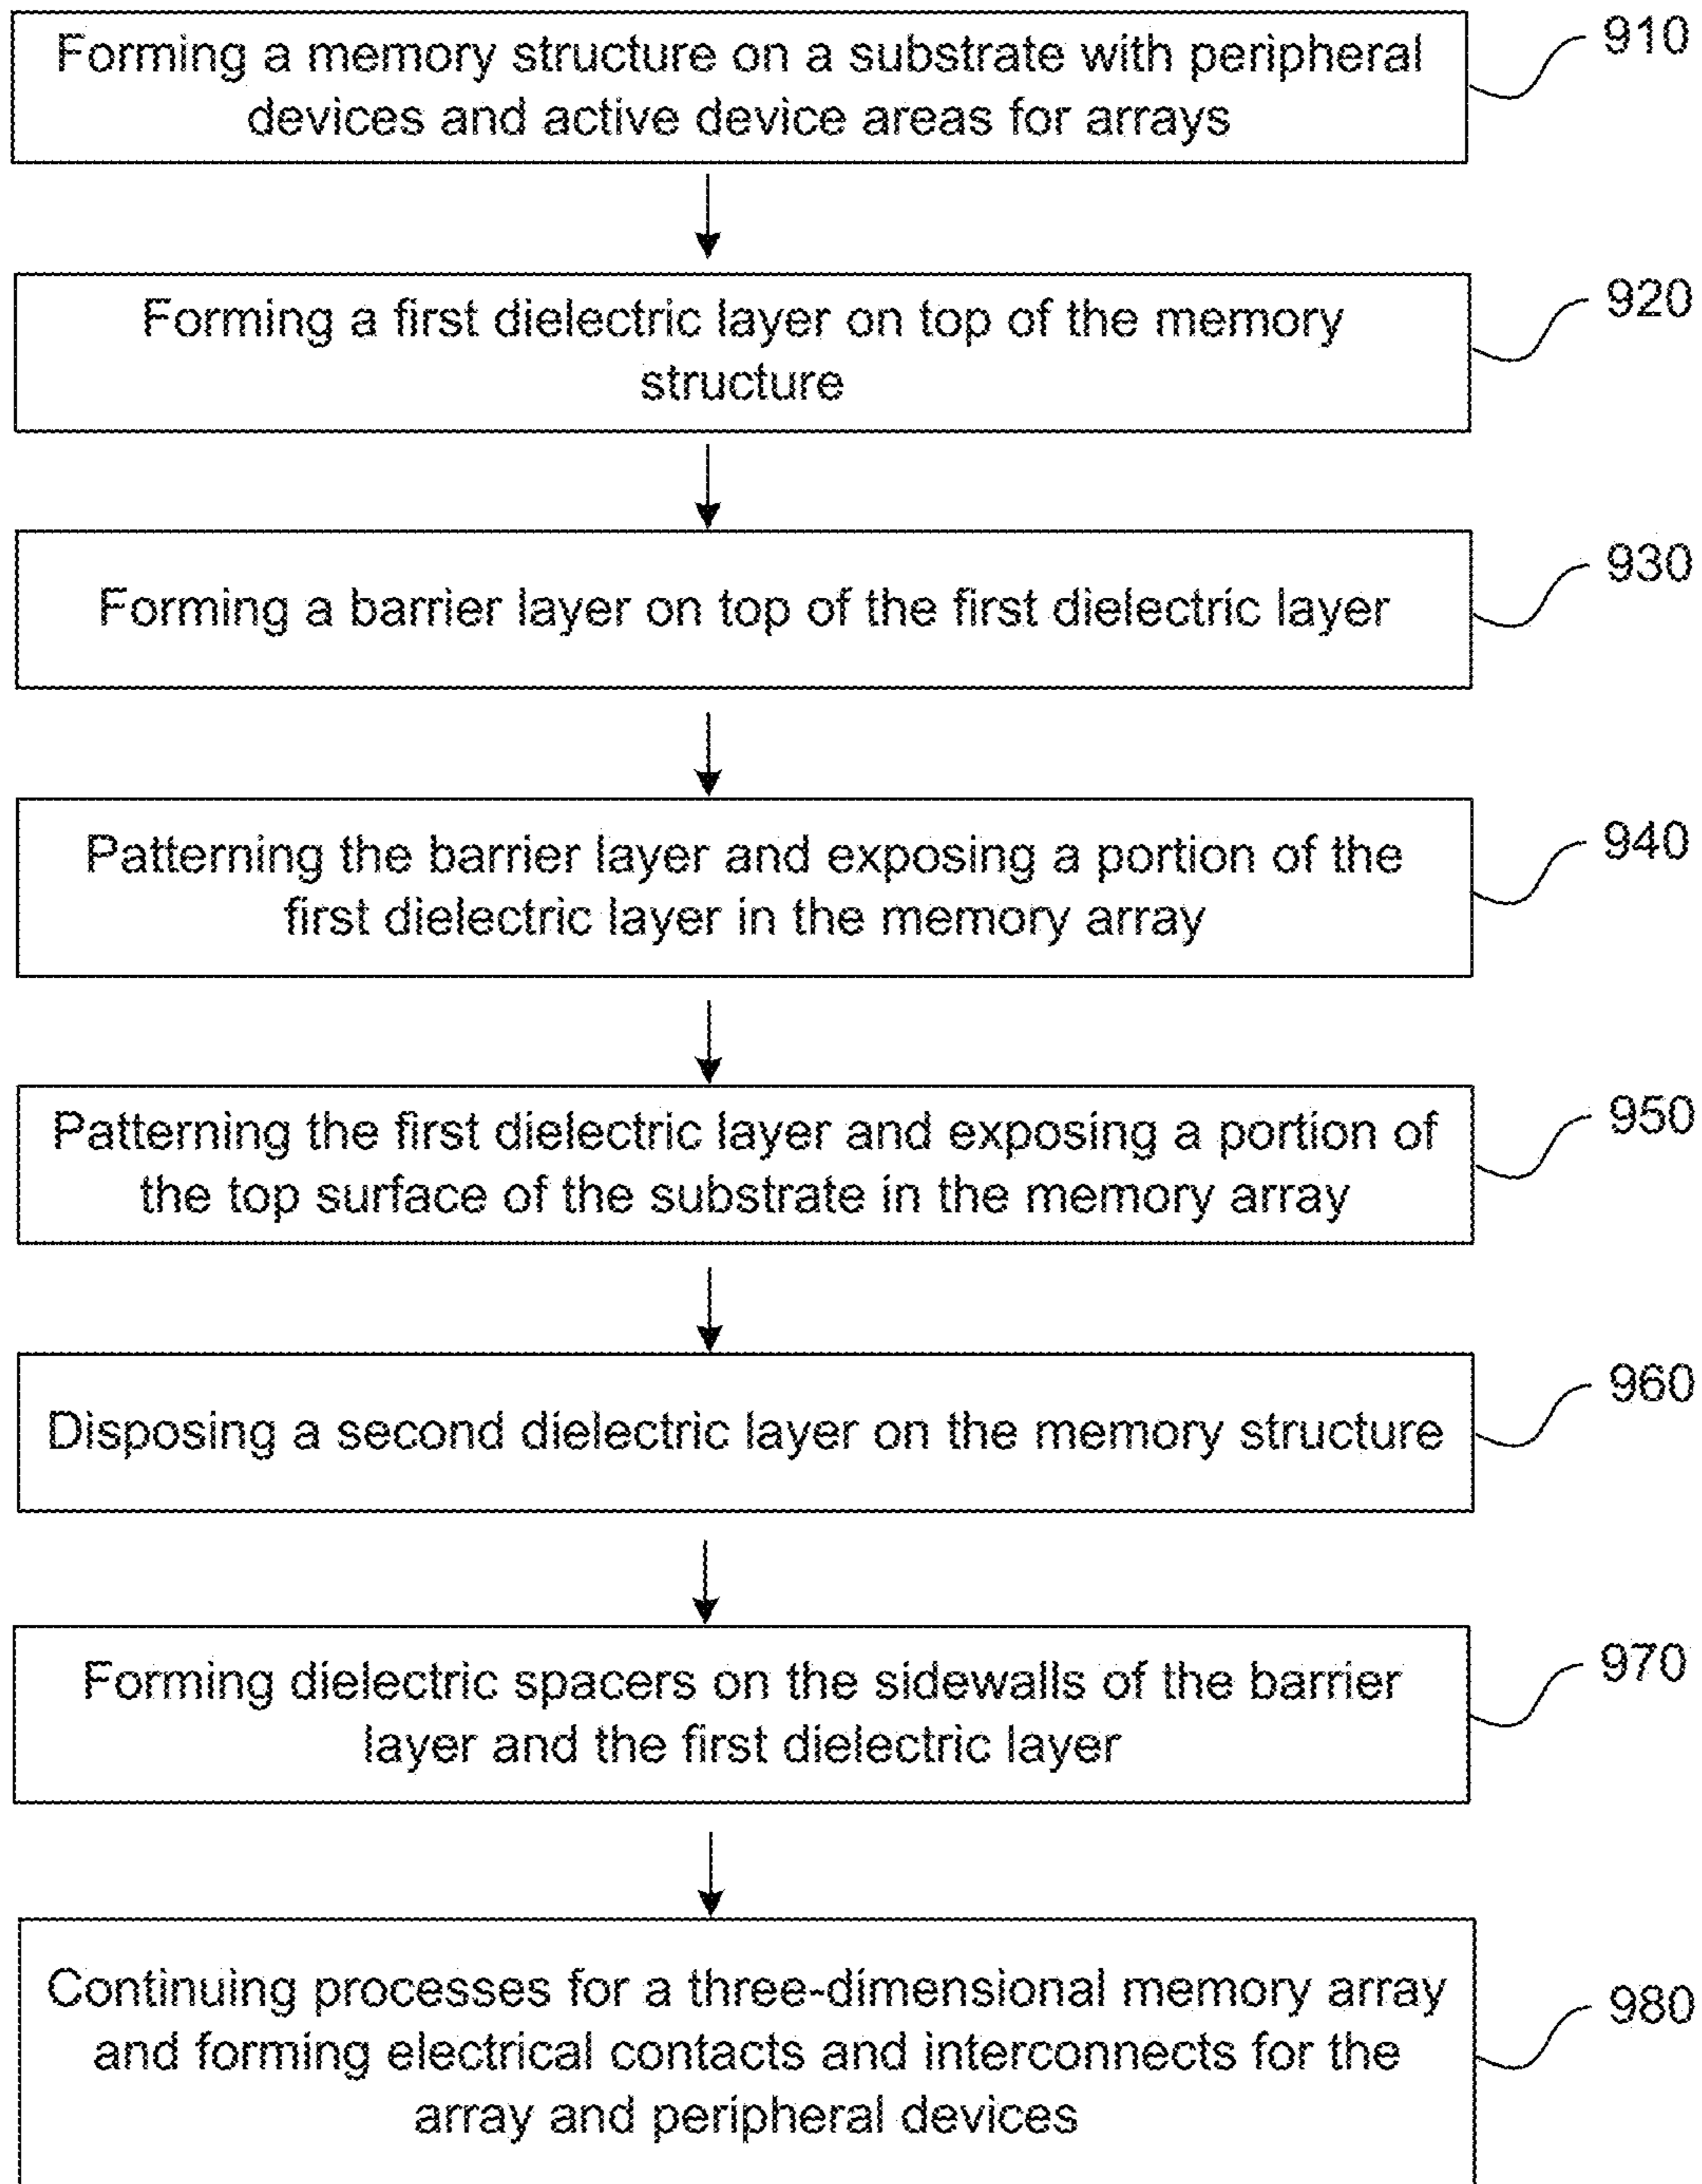 Forming a memory structure on a substrate with peripheral
devices and active device areas for arrays
910
Forming a first dielectric layer on top of the memory
structure
920
Forming a barrier layer on top of the first dielectric layer
930
Patterning the barrier layer and exposing a portion of the
first dielectric layer in the memory array
940
Patterning the first dielectric layer and exposing a portion of
the top surface of the substrate in the memory array
950
Disposing a second dielectric layer on the memory structure
960
Forming dielectric spacers on the sidewalls of the barrier
layer and the first dielectric layer
970
Continuing processes for a three-dimensional memory array
and forming electrical contacts and interconnects for the
array and peripheral devices
980